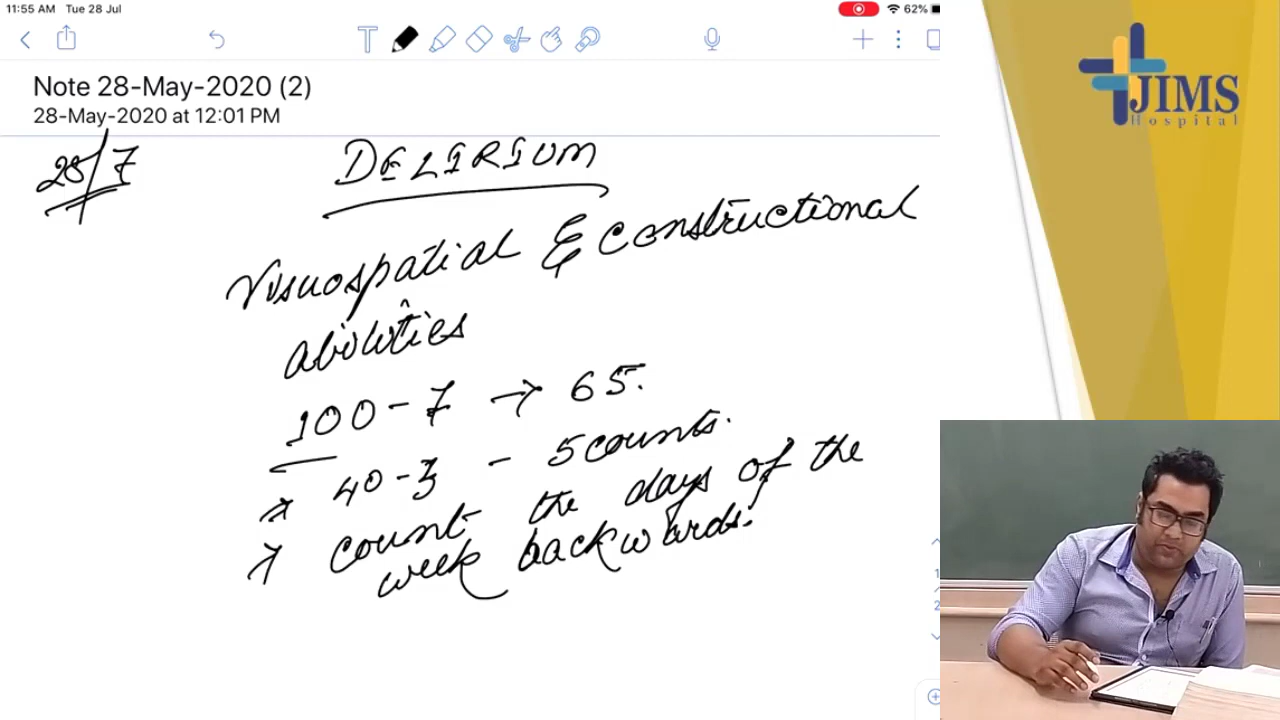 11:55 AM Tue 28 Jul
62%
JIMS
Hospital
Note 28-May-2020 (2)
28-May-2020 at 12:01 PM
28/7
DELIRIUM
Visuospatial & constructional
abilities
100-7 → 65.
* 40-3 - 5 counts.
* count the days of the
week backwards.
T
1
2